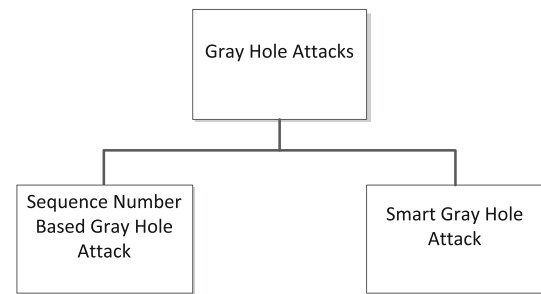 Gray Hole Attacks
Sequence Number
Based Gray Hole
Attack
Smart Gray Hole
Attack